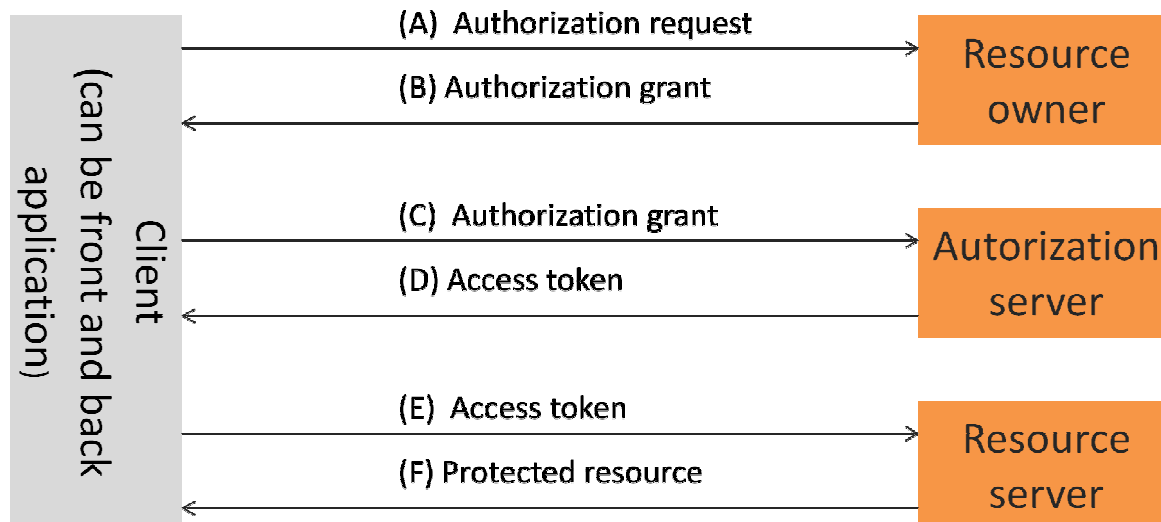 Client
(can be front and back
application)
(A) Authorization request
(B) Authorization grant
Resource
owner
(C) Authorization grant
(D) Access token
Autorization
server
(E) Access token
(F) Protected resource
Resource
server